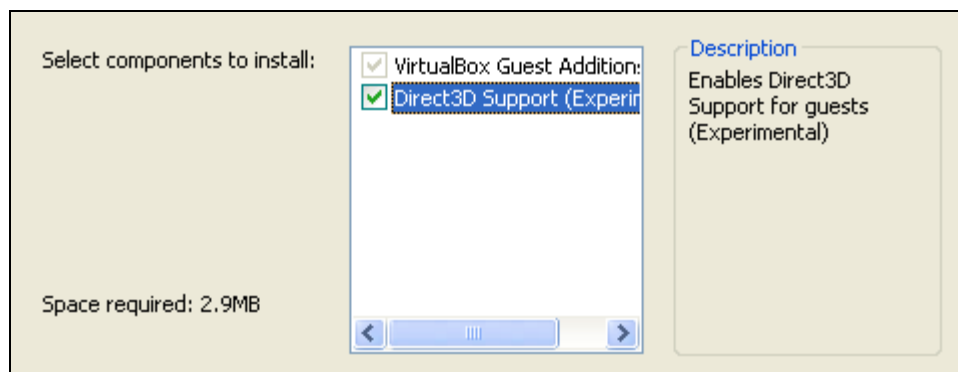 Select components to install:
VirtualBox Guest Additions
Direct3D Support (Experim
Space required: 2.9MB
Description
Enables Direct3D
Support for guests
(Experimental)